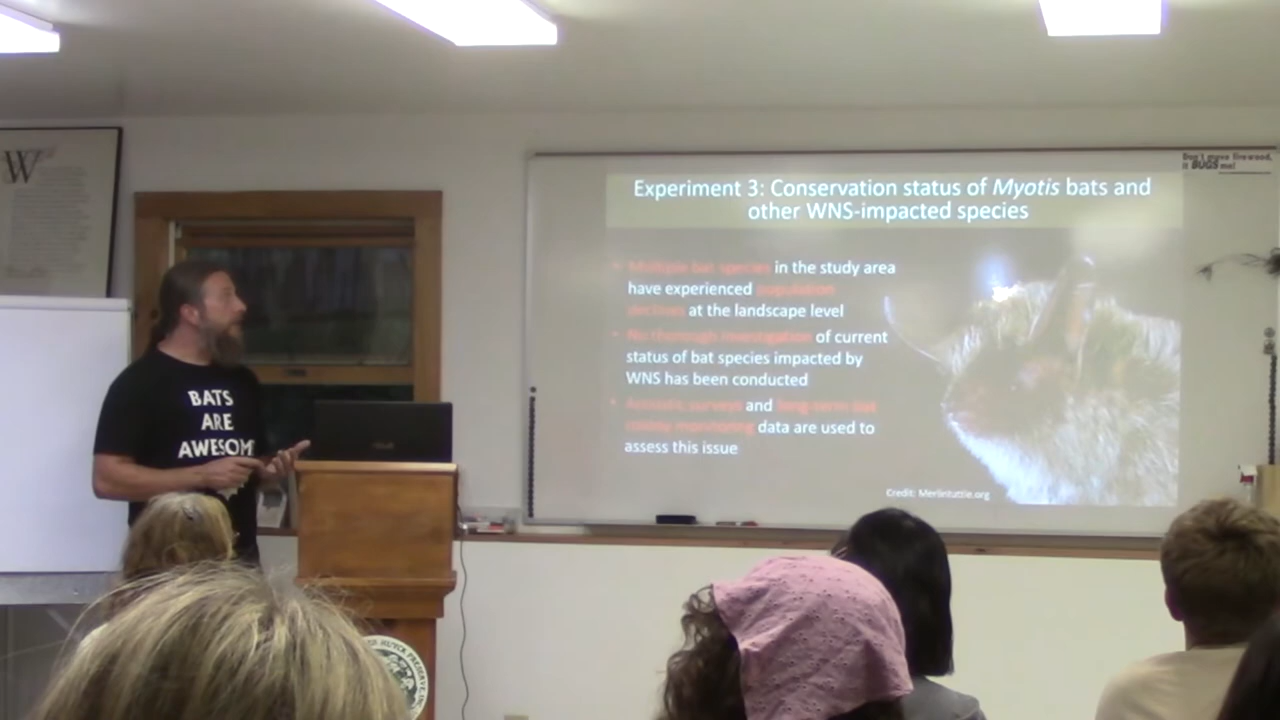 W
BATS
ARE
AWESOME
Experiment 3: Conservation status of Myotis bats and
other WNS-impacted species
• Multiple bat species in the study area
have experienced population
declines at the landscape level
• No thorough investigation of current
status of bat species impacted by
WNS has been conducted
• Acoustic surveys and long-term bat
colony monitoring data are used to
assess this issue
Credit: Merlintuttle.org
Don't move firewood,
it BUGS me!
HUYCK PRESERVE